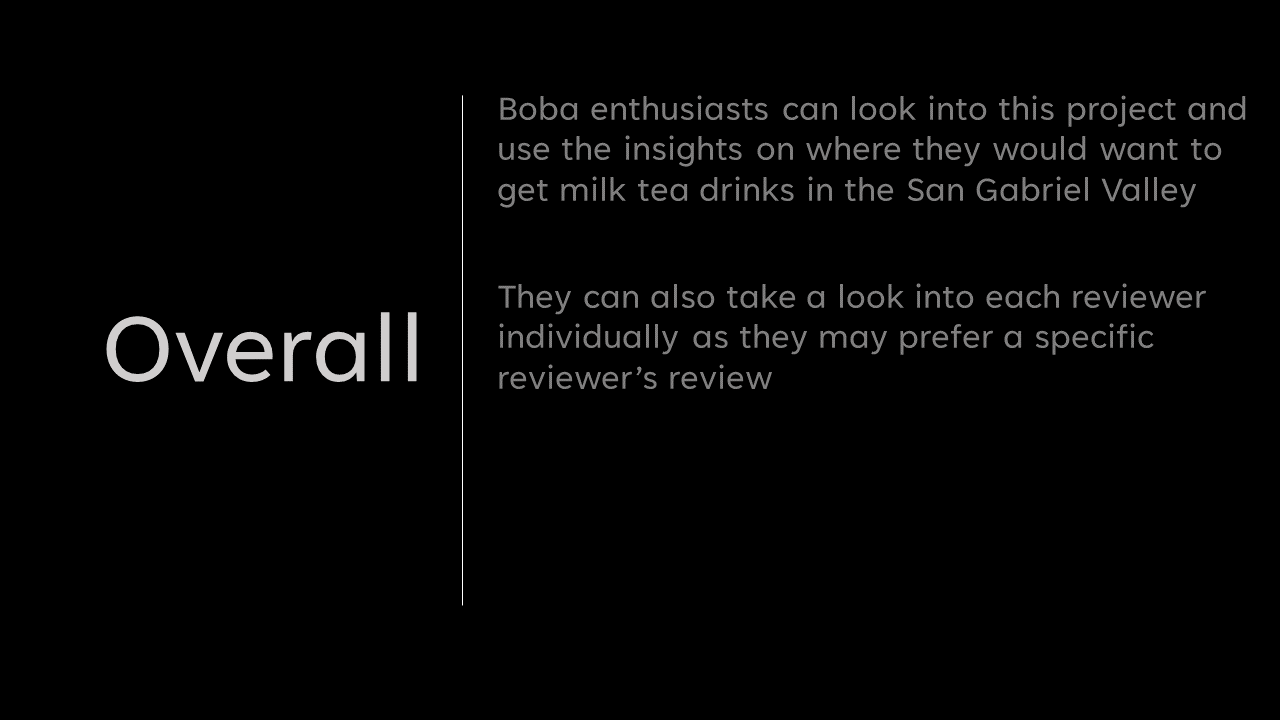 Overall
Boba enthusiasts can look into this project and
use the insights on where they would want to
get milk tea drinks in the San Gabriel Valley
They can also take a look into each reviewer
individually as they may prefer a specific
reviewer’s review